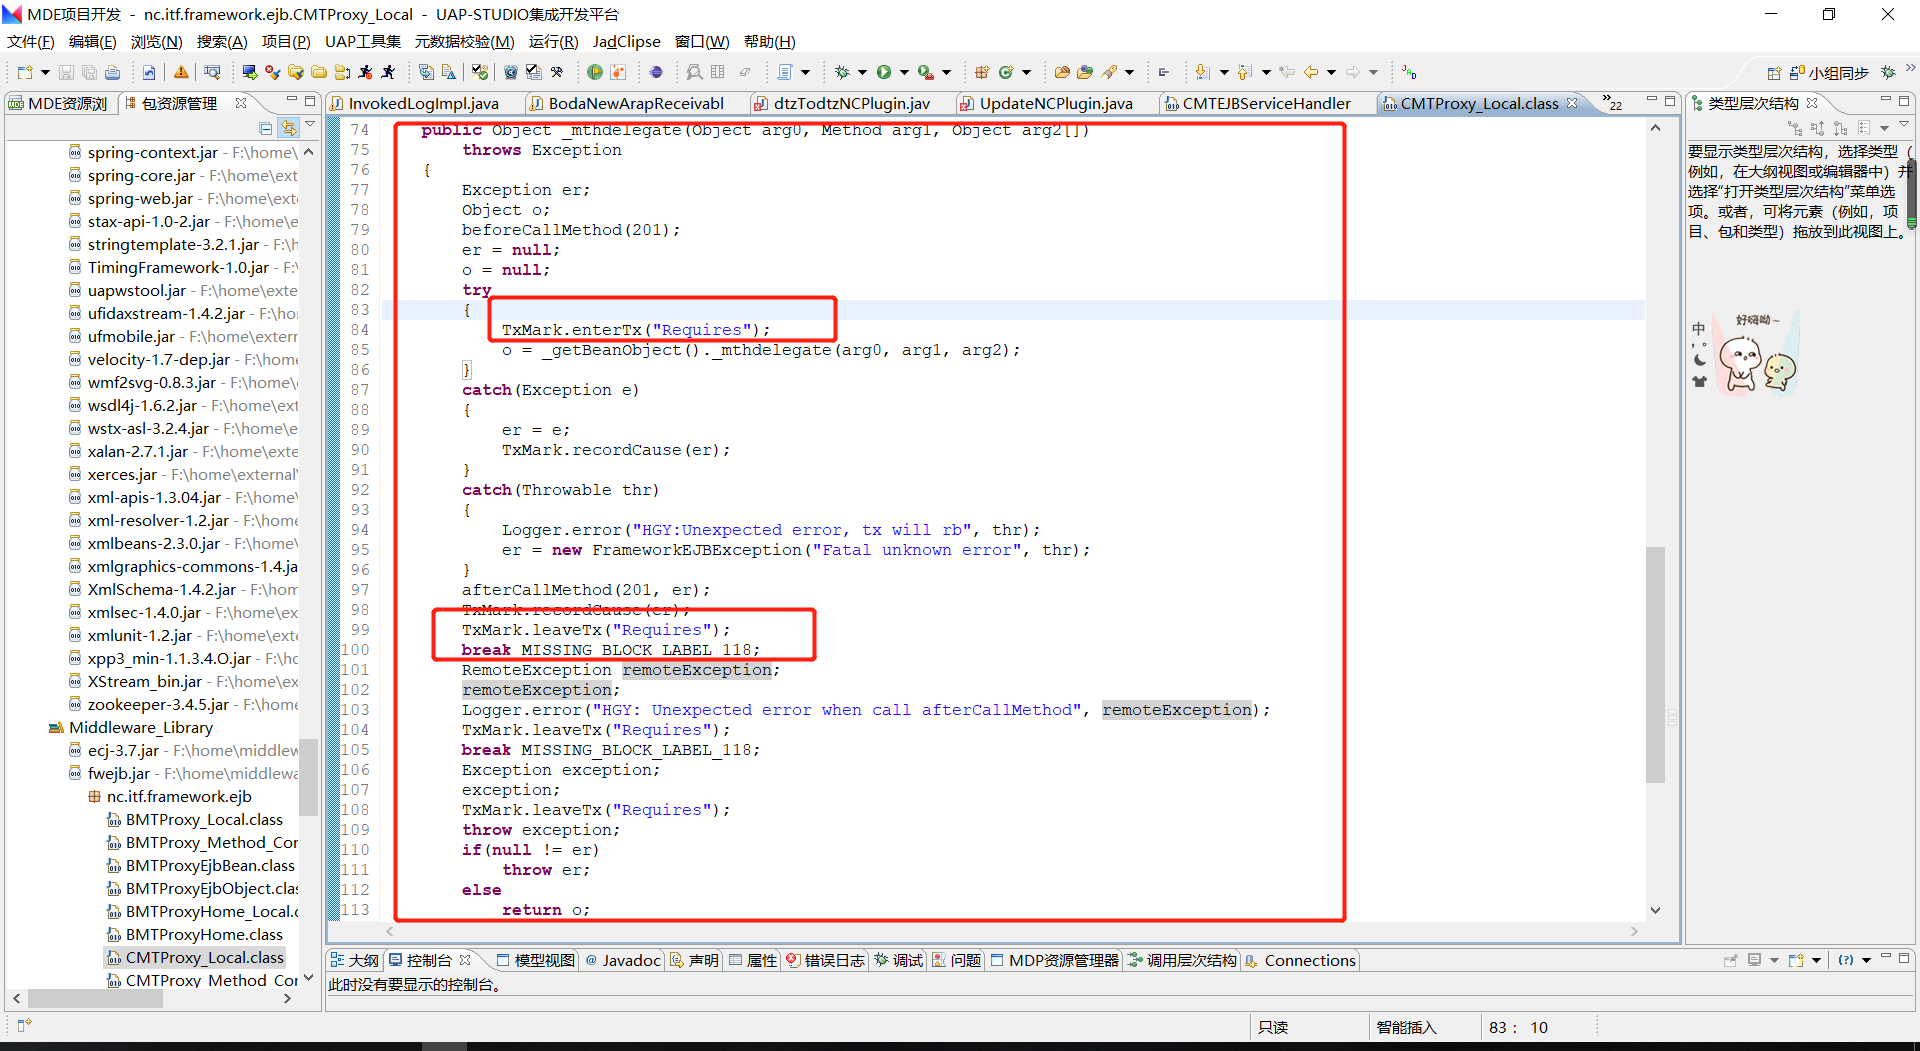 MDE项目开发 - nc.itf.framework.ejb.CMTProxy_Local - UAP-STUDIO集成开发平台
文件(F) 编辑(E) 浏览(N) 搜索(A) 项目(P) UAP工具集 元数据校验(M) 运行(R) JadClipse 窗口(W) 帮助(H)
小组同步
MDE资源浏 包资源管理
InvokedLogImpl.java BodaNewArapReceivabl dtzTodtzNCPlugin.jav UpdateNCPlugin.java CMTEJBServiceHandler CMTProxy_Local.class 22
类型层次结构
spring-context.jar - F:\home\
spring-core.jar - F:\home\ext
spring-web.jar - F:\home\exte
stax-api-1.0-2.jar - F:\home\e
stringtemplate-3.2.1.jar - F:\h
TimingFramework-1.0.jar - F:\
uapwstool.jar - F:\home\exte
ufidaxstream-1.4.2.jar - F:\ho
ufmobile.jar - F:\home\extern
velocity-1.7-dep.jar - F:\home
wmf2svg-0.8.3.jar - F:\home\
wsdl4j-1.6.2.jar - F:\home\ext
wstx-asl-3.2.4.jar - F:\home\e
xalan-2.7.1.jar - F:\home\exte
xerces.jar - F:\home\external\
xml-apis-1.3.04.jar - F:\home\
xml-resolver-1.2.jar - F:\home
xmlbeans-2.3.0.jar - F:\home\
xmlgraphics-commons-1.4.ja
XmlSchema-1.4.2.jar - F:\hom
xmlsec-1.4.0.jar - F:\home\ex
xmlunit-1.2.jar - F:\home\exte
xpp3_min-1.1.3.4.O.jar - F:\ho
XStream_bin.jar - F:\home\ex
zookeeper-3.4.5.jar - F:\home
Middleware_Library
ecj-3.7.jar - F:\home\middlew
fwejb.jar - F:\home\middlewa
nc.itf.framework.ejb
BMTProxy_Local.class
BMTProxy_Method_Cor
BMTProxyEjbBean.class
BMTProxyEjbObject.clas
BMTProxyHome_Local.c
BMTProxyHome.class
CMTProxy_Local.class
CMTProxy_Method_Cor
74 public Object _mthdelegate(Object arg0, Method arg1, Object arg2[])
75 throws Exception
76 {
77 Exception er;
78 Object o;
79 beforeCallMethod(201);
80 er = null;
81 o = null;
82 try
83 {
84 TxMark.enterTx("Requires");
85 o = _getBeanObject()._mthdelegate(arg0, arg1, arg2);
86 }
87 catch(Exception e)
88 {
89 er = e;
90 TxMark.recordCause(er);
91 }
92 catch(Throwable thr)
93 {
94 Logger.error("HGY:Unexpected error, tx will rb", thr);
95 er = new FrameworkEJBException("Fatal unknown error", thr);
96 }
97 afterCallMethod(201, er);
98 TxMark.recordCause(er);
99 TxMark.leaveTx("Requires");
100 break MISSING_BLOCK_LABEL_118;
101 RemoteException remoteException;
102 remoteException;
103 Logger.error("HGY: Unexpected error when call afterCallMethod", remoteException);
104 TxMark.leaveTx("Requires");
105 break MISSING_BLOCK_LABEL_118;
106 Exception exception;
107 exception;
108 TxMark.leaveTx("Requires");
109 throw exception;
110 if(null != er)
111 throw er;
112 else
113 return o;
要显示类型层次结构，选择类型（
例如，在大纲视图或编辑器中）并
选择“打开类型层次结构”菜单选
项。或者，可将元素（例如，项
目、包和类型）拖放到此视图上。
好嗨呦~
中
大纲 控制台 模型视图 @ Javadoc 声明 属性 错误日志 调试 问题 MDP资源管理器 调用层次结构 Connections
此时没有要显示的控制台。
只读 智能插入 83 : 10